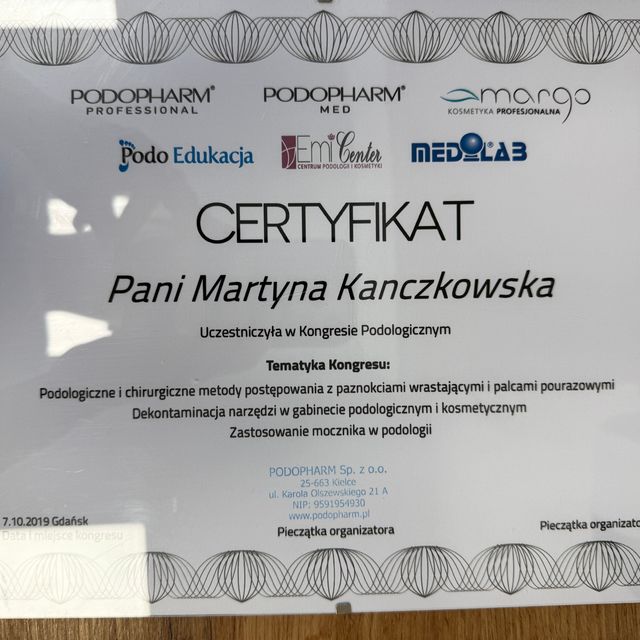 PODOPHARM® PODOPHARM® margo
PROFESSIONAL MED KOSMETYKA PROFESJONALNA
Podo Edukacja Emi Center MEDILAB®
CENTRUM PODOLOGII I KOSMETYKI
CERTYFIKAT
Pani Martyna Kanczkowska
Uczestniczyła w Kongresie Podologicznym
Tematyka Kongresu:
Podologiczne i chirurgiczne metody postępowania z paznokciami wrastającymi i palcami pourazowymi
Dekontaminacja narzędzi w gabinecie podologicznym i kosmetycznym
Zastosowanie mocznika w podologii
PODOPHARM Sp. z o.o.
25-663 Kielce
ul. Karola Olszewskiego 21 A
NIP: 9591954930
www.podopharm.pl
7.10.2019 Gdańsk
Data i miejsce kongresu
Pieczątka organizatora
Pieczątka organizato